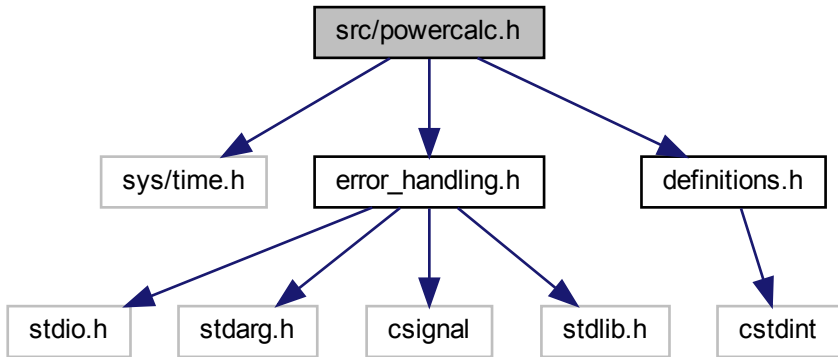 src/powercalc.h
sys/time.h
error_handling.h
definitions.h
stdio.h
stdarg.h
csignal
stdlib.h
cstdint